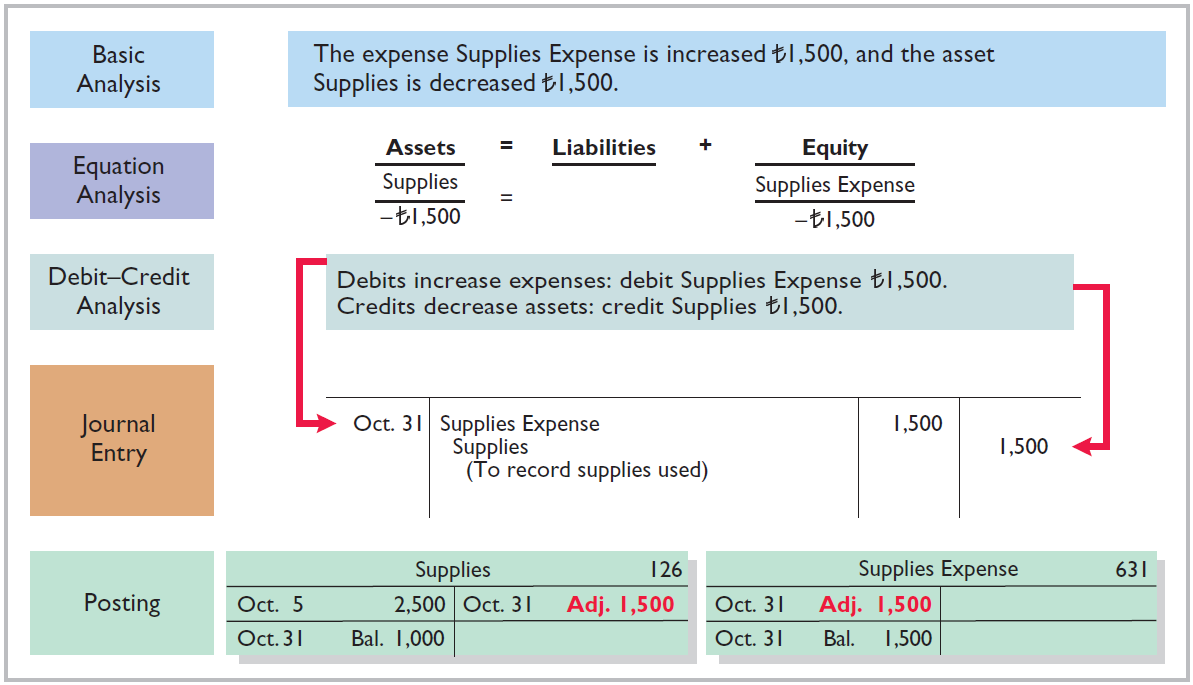 Basic
Analysis
The expense Supplies Expense is increased ₺1,500, and the asset
Supplies is decreased ₺1,500.
Equation
Analysis
Assets = Liabilities + Equity
Supplies = Supplies Expense
–₺1,500 –₺1,500
Debit–Credit
Analysis
Debits increase expenses: debit Supplies Expense ₺1,500.
Credits decrease assets: credit Supplies ₺1,500.
Journal
Entry
Oct. 31 Supplies Expense 1,500
Supplies 1,500
(To record supplies used)
Posting
Supplies 126
Oct. 5 2,500 Oct. 31 Adj. 1,500
Oct. 31 Bal. 1,000
Supplies Expense 631
Oct. 31 Adj. 1,500
Oct. 31 Bal. 1,500